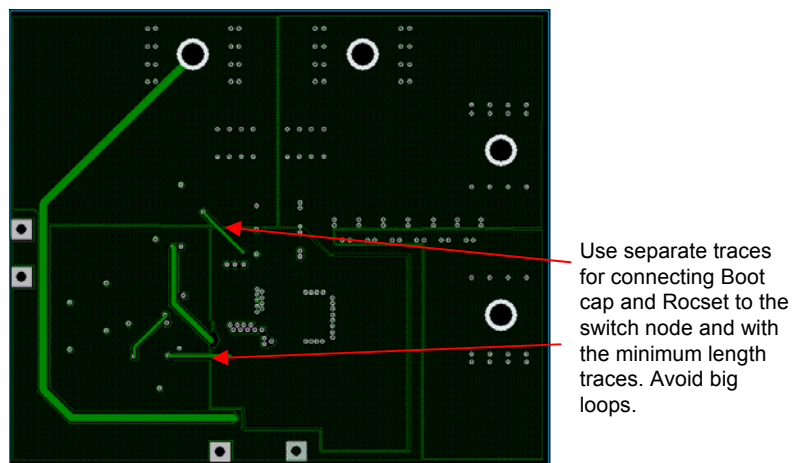 Use separate traces
for connecting Boot
cap and Rocset to the
switch node and with
the minimum length
traces. Avoid big
loops.